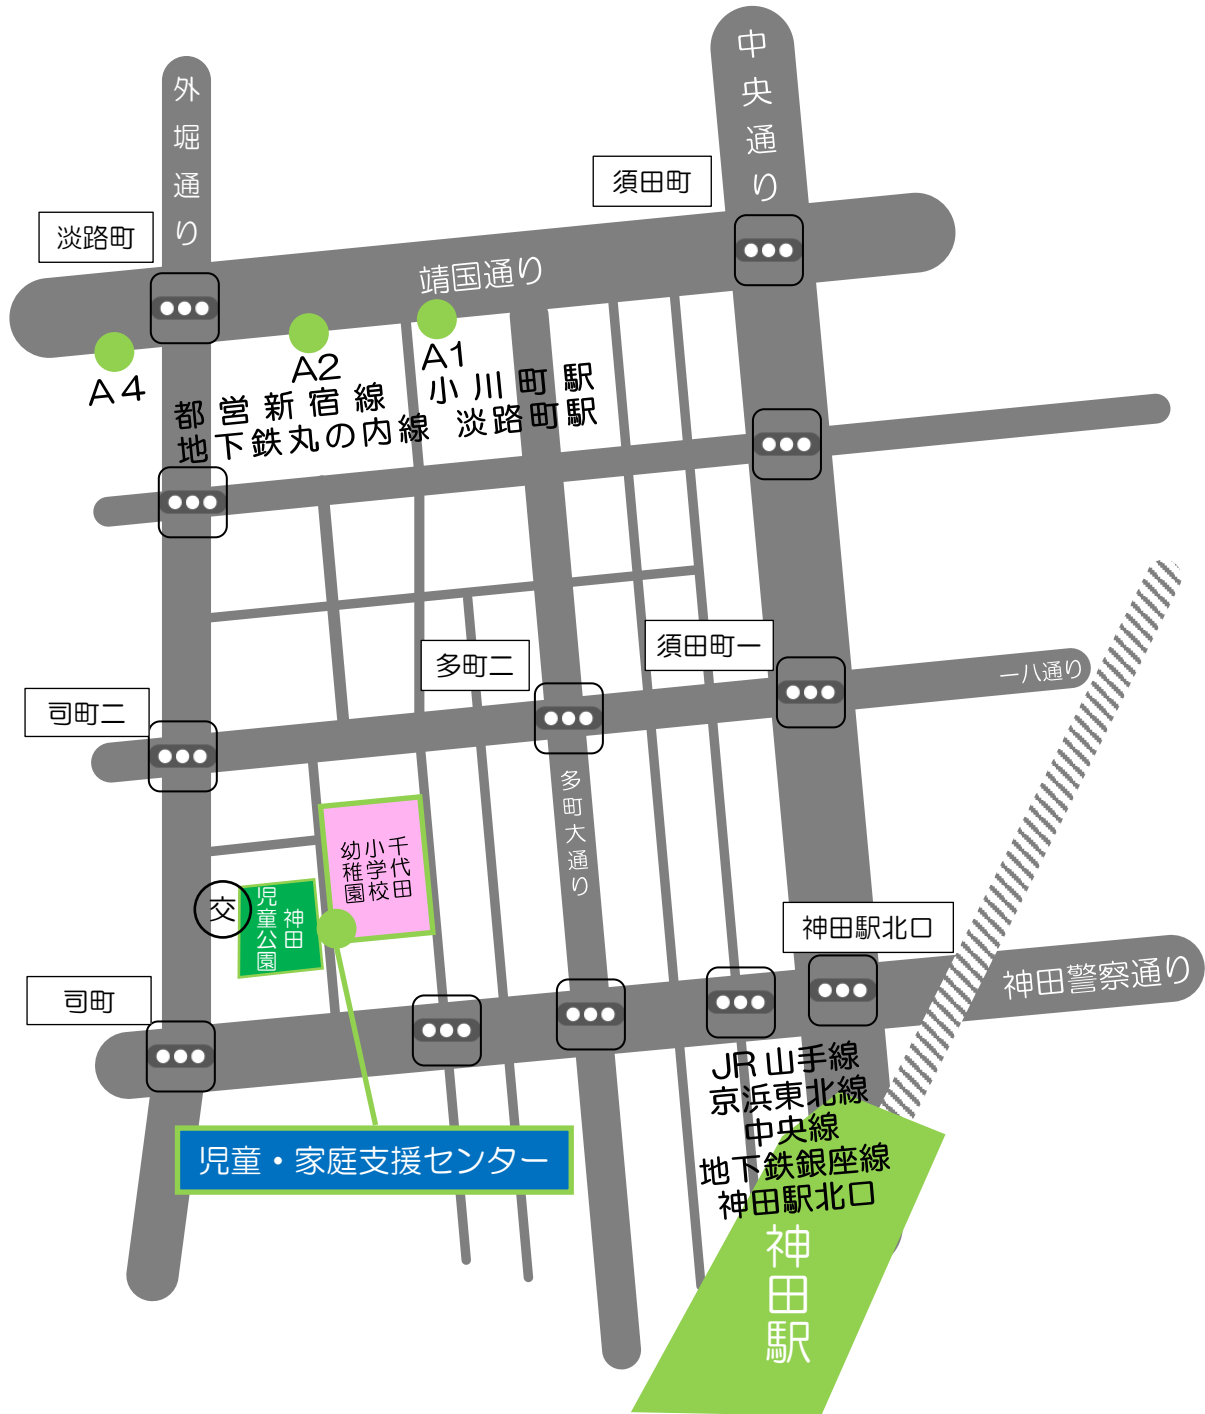 中央通り
外堀通り
須田町
淡路町
靖国通り
A1
A2
A4
都営新宿線 小川町駅
地下鉄丸の内線 淡路町駅
須田町一
多町二
一八通り
司町二
多町大通り
千代田
小学校
幼稚園
交
神田
児童公園
神田駅北口
神田警察通り
司町
JR山手線
京浜東北線
中央線
地下鉄銀座線
神田駅北口
児童・家庭支援センター
神田駅